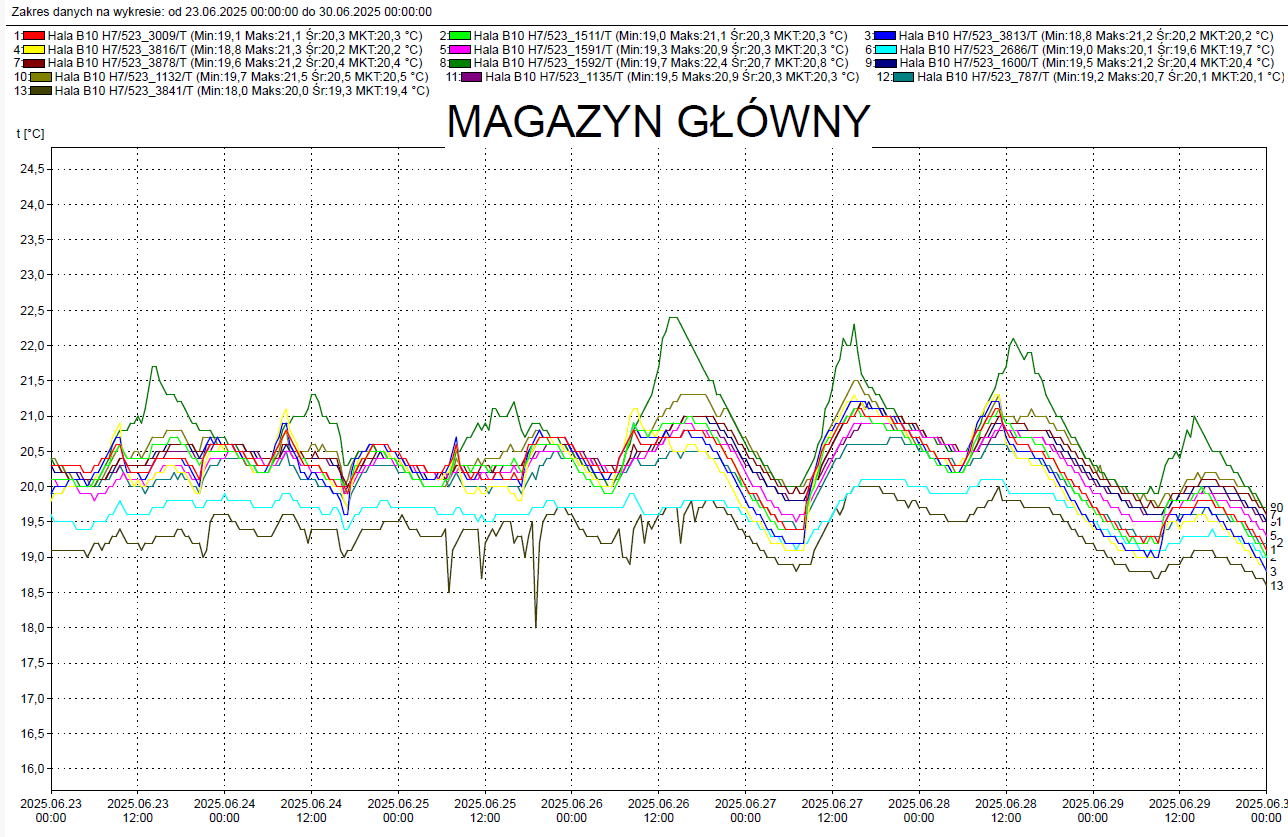 Zakres danych na wykresie: od 23.06.2025 00:00:00 do 30.06.2025 00:00:00
1: Hala B10 H7/523_3009/T (Min:19,1 Maks:21,1 Śr:20,3 MKT:20,3 °C) 2: Hala B10 H7/523_1511/T (Min:19,0 Maks:21,1 Śr:20,3 MKT:20,3 °C) 3: Hala B10 H7/523_3813/T (Min:18,8 Maks:21,2 Śr:20,2 MKT:20,2 °C)
4: Hala B10 H7/523_3816/T (Min:18,8 Maks:21,3 Śr:20,2 MKT:20,2 °C) 5: Hala B10 H7/523_1591/T (Min:19,3 Maks:20,9 Śr:20,3 MKT:20,3 °C) 6: Hala B10 H7/523_2686/T (Min:19,0 Maks:20,1 Śr:19,6 MKT:19,7 °C)
7: Hala B10 H7/523_3878/T (Min:19,6 Maks:21,2 Śr:20,4 MKT:20,4 °C) 8: Hala B10 H7/523_1592/T (Min:19,7 Maks:22,4 Śr:20,7 MKT:20,8 °C) 9: Hala B10 H7/523_1600/T (Min:19,5 Maks:21,2 Śr:20,4 MKT:20,4 °C)
10: Hala B10 H7/523_1132/T (Min:19,7 Maks:21,5 Śr:20,5 MKT:20,5 °C) 11: Hala B10 H7/523_1135/T (Min:19,5 Maks:20,9 Śr:20,3 MKT:20,3 °C) 12: Hala B10 H7/523_787/T (Min:19,2 Maks:20,7 Śr:20,1 MKT:20,1 °C)
13: Hala B10 H7/523_3841/T (Min:18,0 Maks:20,0 Śr:19,3 MKT:19,4 °C)
MAGAZYN GŁÓWNY
t [°C]
24,5
24,0
23,5
23,0
22,5
22,0
21,5
21,0
20,5
20,0
19,5
19,0
18,5
18,0
17,5
17,0
16,5
16,0
5
1
2
3
13
2025.06.23 2025.06.23 2025.06.24 2025.06.24 2025.06.25 2025.06.25 2025.06.26 2025.06.26 2025.06.27 2025.06.27 2025.06.28 2025.06.28 2025.06.29 2025.06.29 2025.06.3
00:00 12:00 00:00 12:00 00:00 12:00 00:00 12:00 00:00 12:00 00:00 12:00 00:00 12:00 00:00